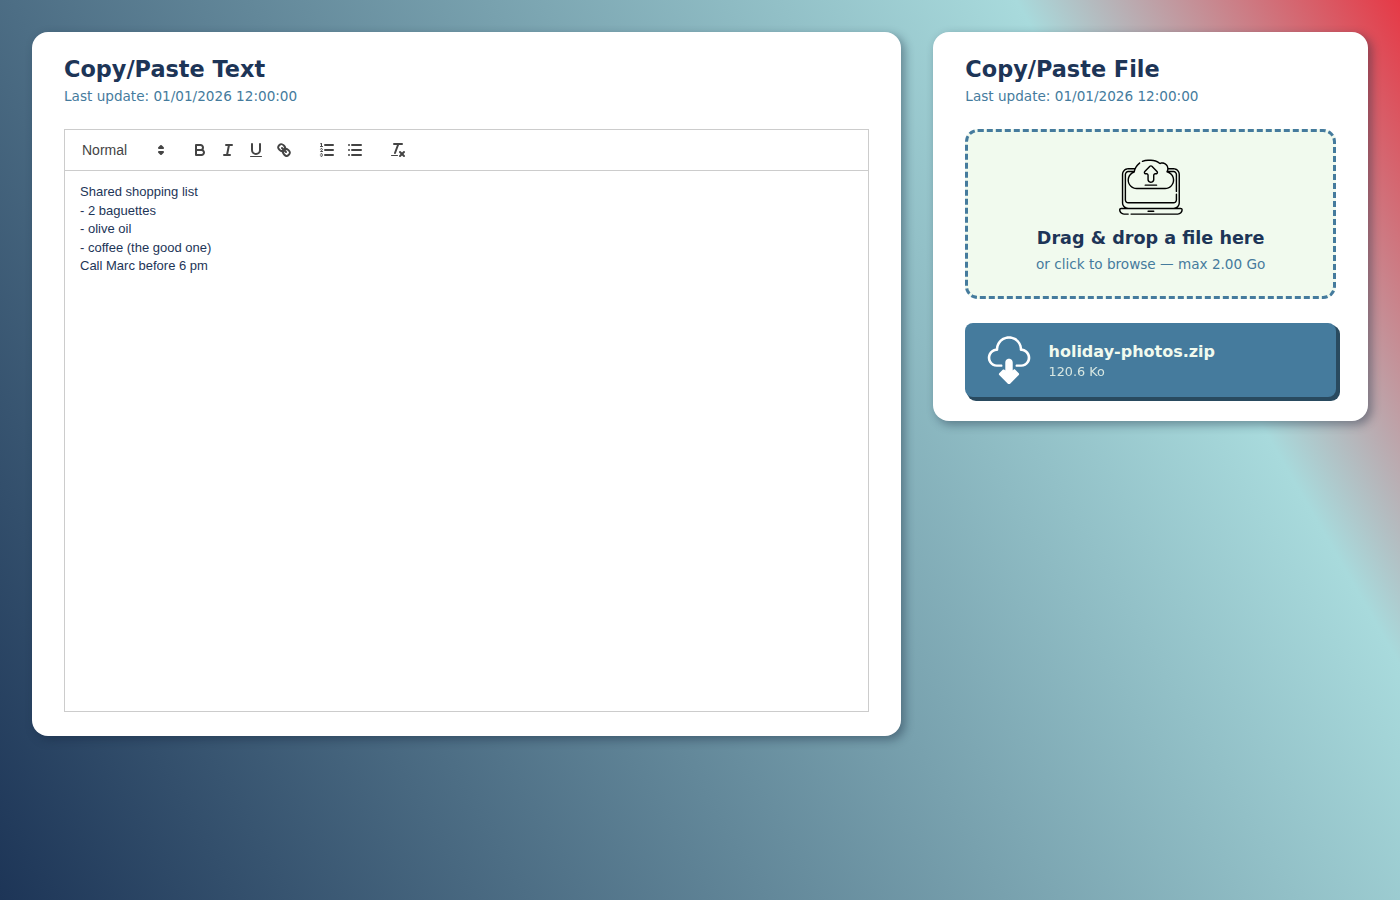 Copy/Paste Text
Last update: 01/01/2026 12:00:00
Normal
Shared shopping list
- 2 baguettes
- olive oil
- coffee (the good one)
Call Marc before 6 pm
Copy/Paste File
Last update: 01/01/2026 12:00:00
Drag & drop a file here
or click to browse — max 2.00 Go
holiday-photos.zip
120.6 Ko